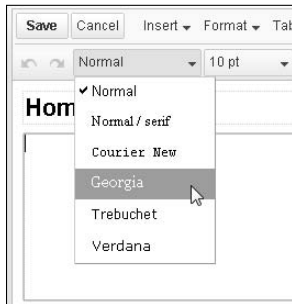 Save Cancel Insert Format Tab
Normal 10 pt
Normal
Hom
Normal / serif
Courier New
Georgia
Trebuchet
Verdana